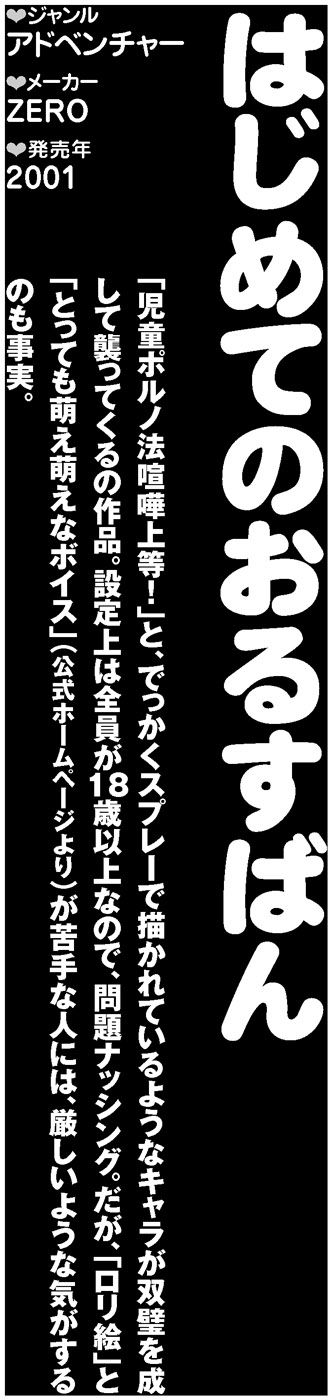 はじめてのおるすばん
❤ジャンル
アドベンチャー
❤メーカー
ZERO
❤発売年
2001
「児童ポルノ法喧嘩上等！」と、でっかくスプレーで描かれているようなキャラが双璧を成
して襲ってくるの作品。設定上は全員が18歳以上なので、問題ナッシング。だが、「ロリ絵」と
「とっても萌え萌えなボイス」（公式ホームページより）が苦手な人には、厳しいような気がする
のも事実。